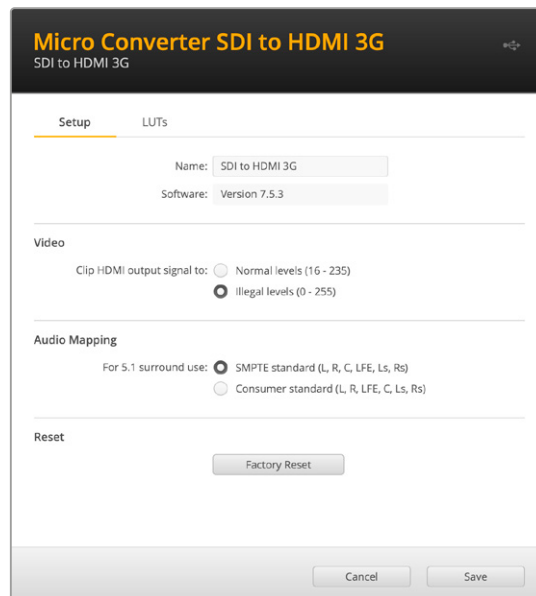 Micro Converter SDI to HDMI 3G
SDI to HDMI 3G
Setup LUTs
Name: SDI to HDMI 3G
Software: Version 7.5.3
Video
Clip HDMI output signal to: Normal levels (16 - 235)
Illegal levels (0 - 255)
Audio Mapping
For 5.1 surround use: SMPTE standard (L, R, C, LFE, Ls, Rs)
Consumer standard (L, R, LFE, C, Ls, Rs)
Reset
Factory Reset
Cancel Save